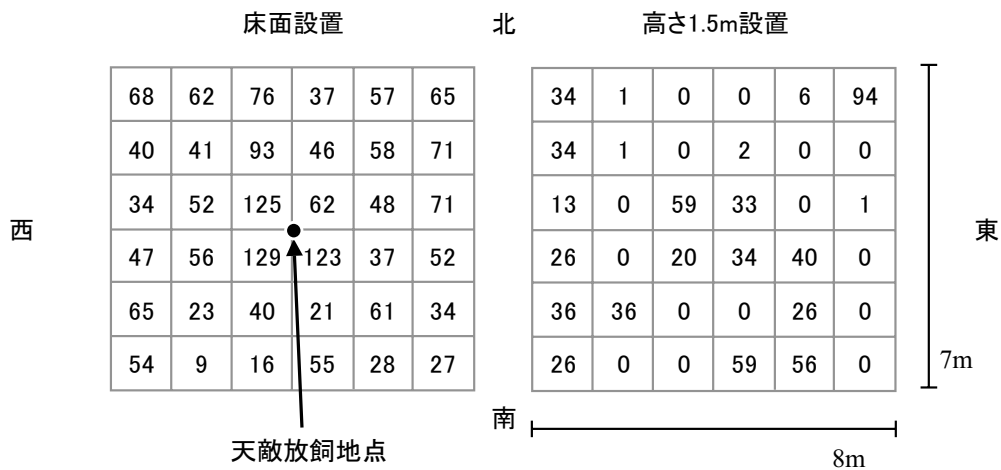 床面設置 北 高さ1.5m設置
68 62 76 37 57 65 34 1 0 0 6 94
40 41 93 46 58 71 34 1 0 2 0 0
34 52 125 62 48 71 13 0 59 33 0 1
西 東
47 56 129 123 37 52 26 0 20 34 40 0
65 23 40 21 61 34 36 36 0 0 26 0
54 9 16 55 28 27 26 0 0 59 56 0
7m
南
天敵放飼地点
8m